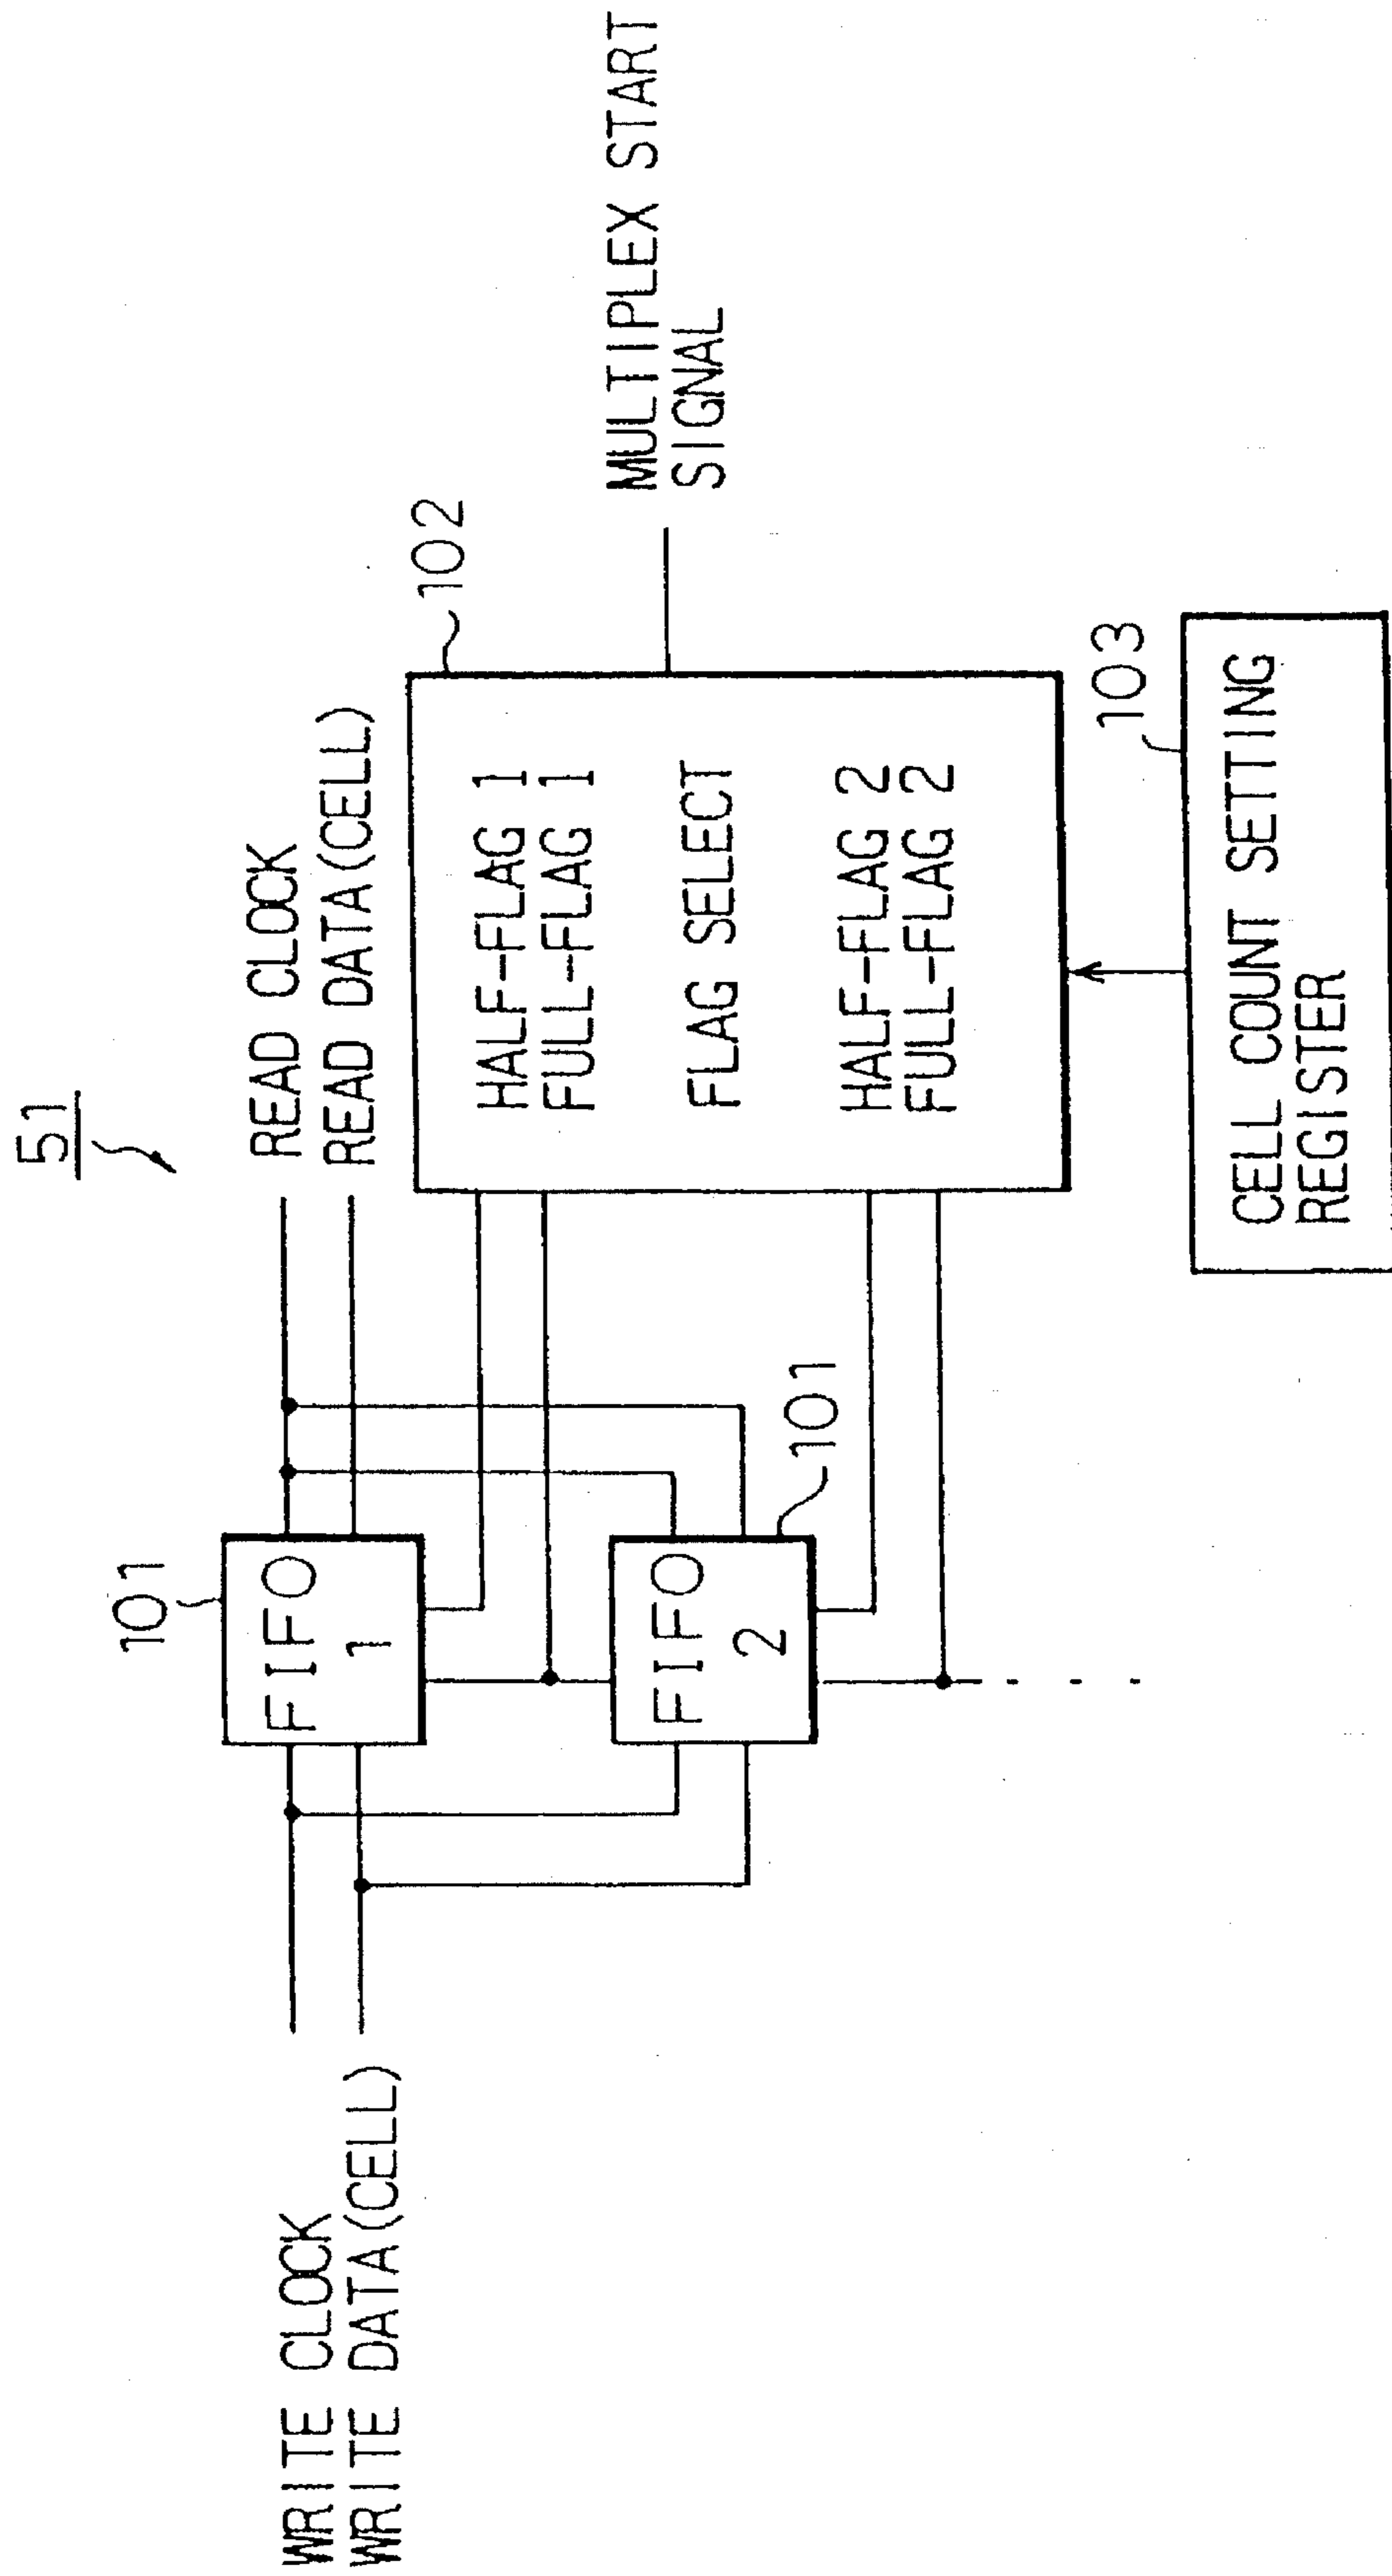 51
WRITE CLOCK
WRITE DATA(CELL)
101
FIFO
1
READ CLOCK
READ DATA(CELL)
FIFO
2
101
102
HALF-FLAG 1
FULL-FLAG 1
FLAG SELECT
HALF-FLAG 2
FULL-FLAG 2
MULTIPLEX START
SIGNAL
103
CELL COUNT SETTING
REGISTER